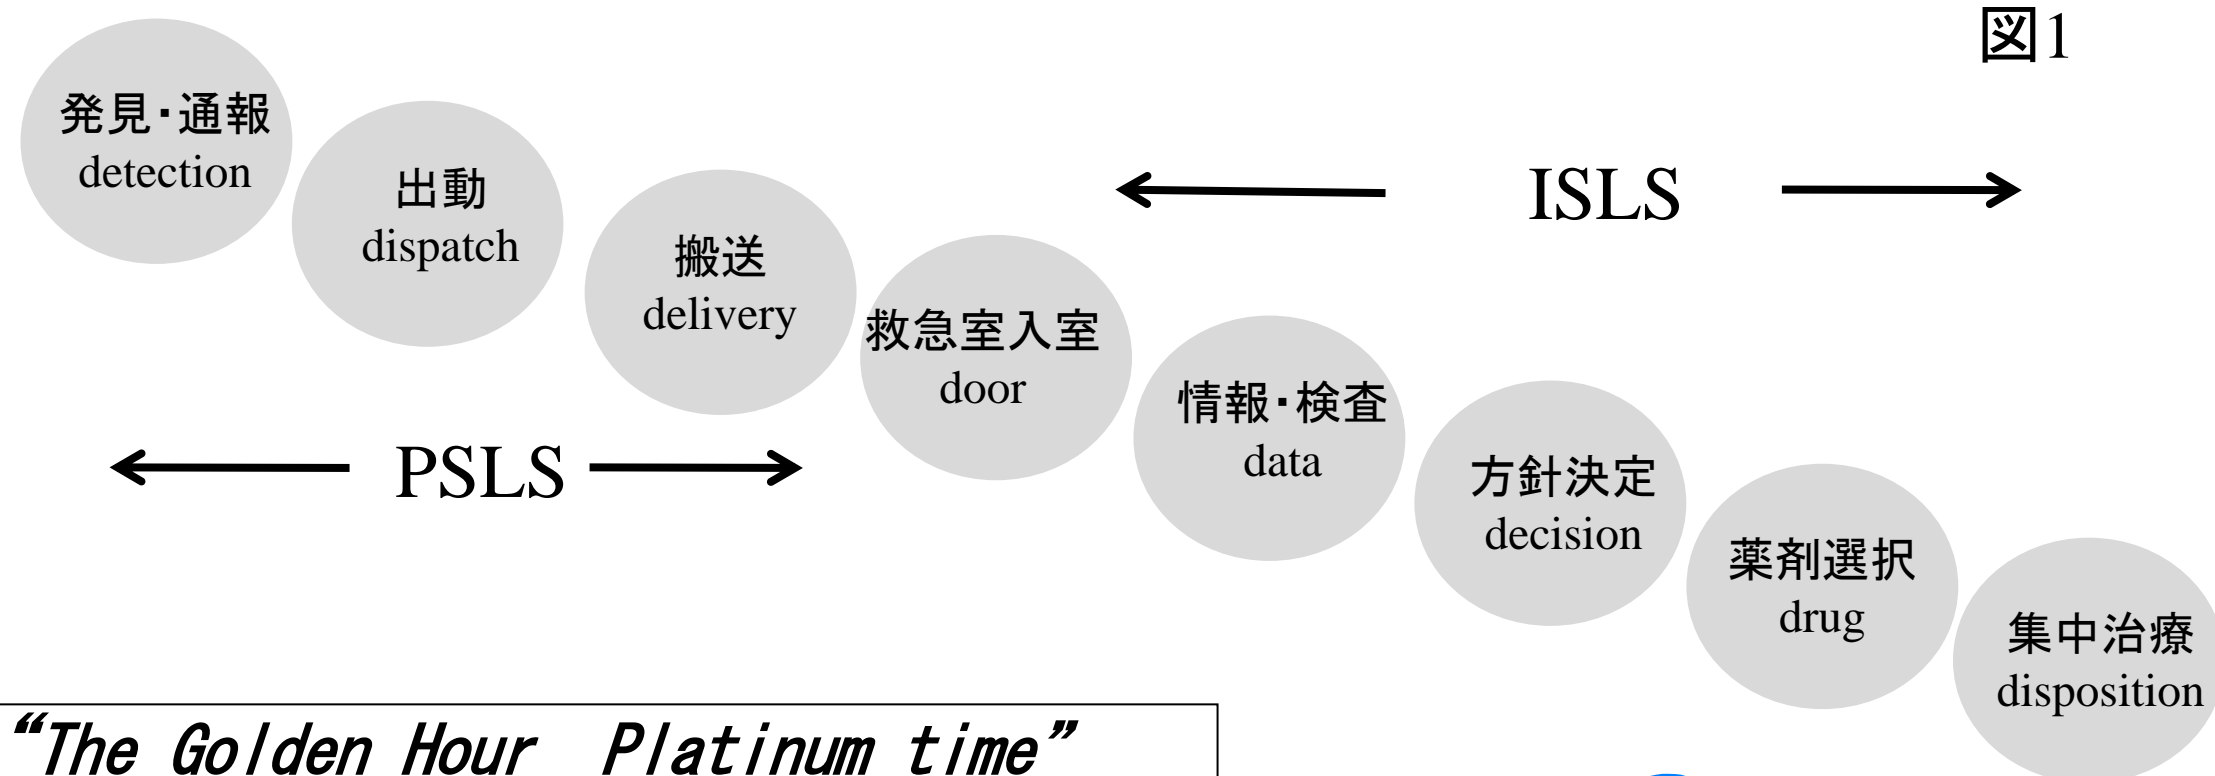 図1
発見・通報
detection
出動
dispatch
搬送
delivery
救急室入室
door
情報・検査
data
方針決定
decision
薬剤選択
drug
集中治療
disposition
ISLS
PSLS
“The Golden Hour Platinum time”